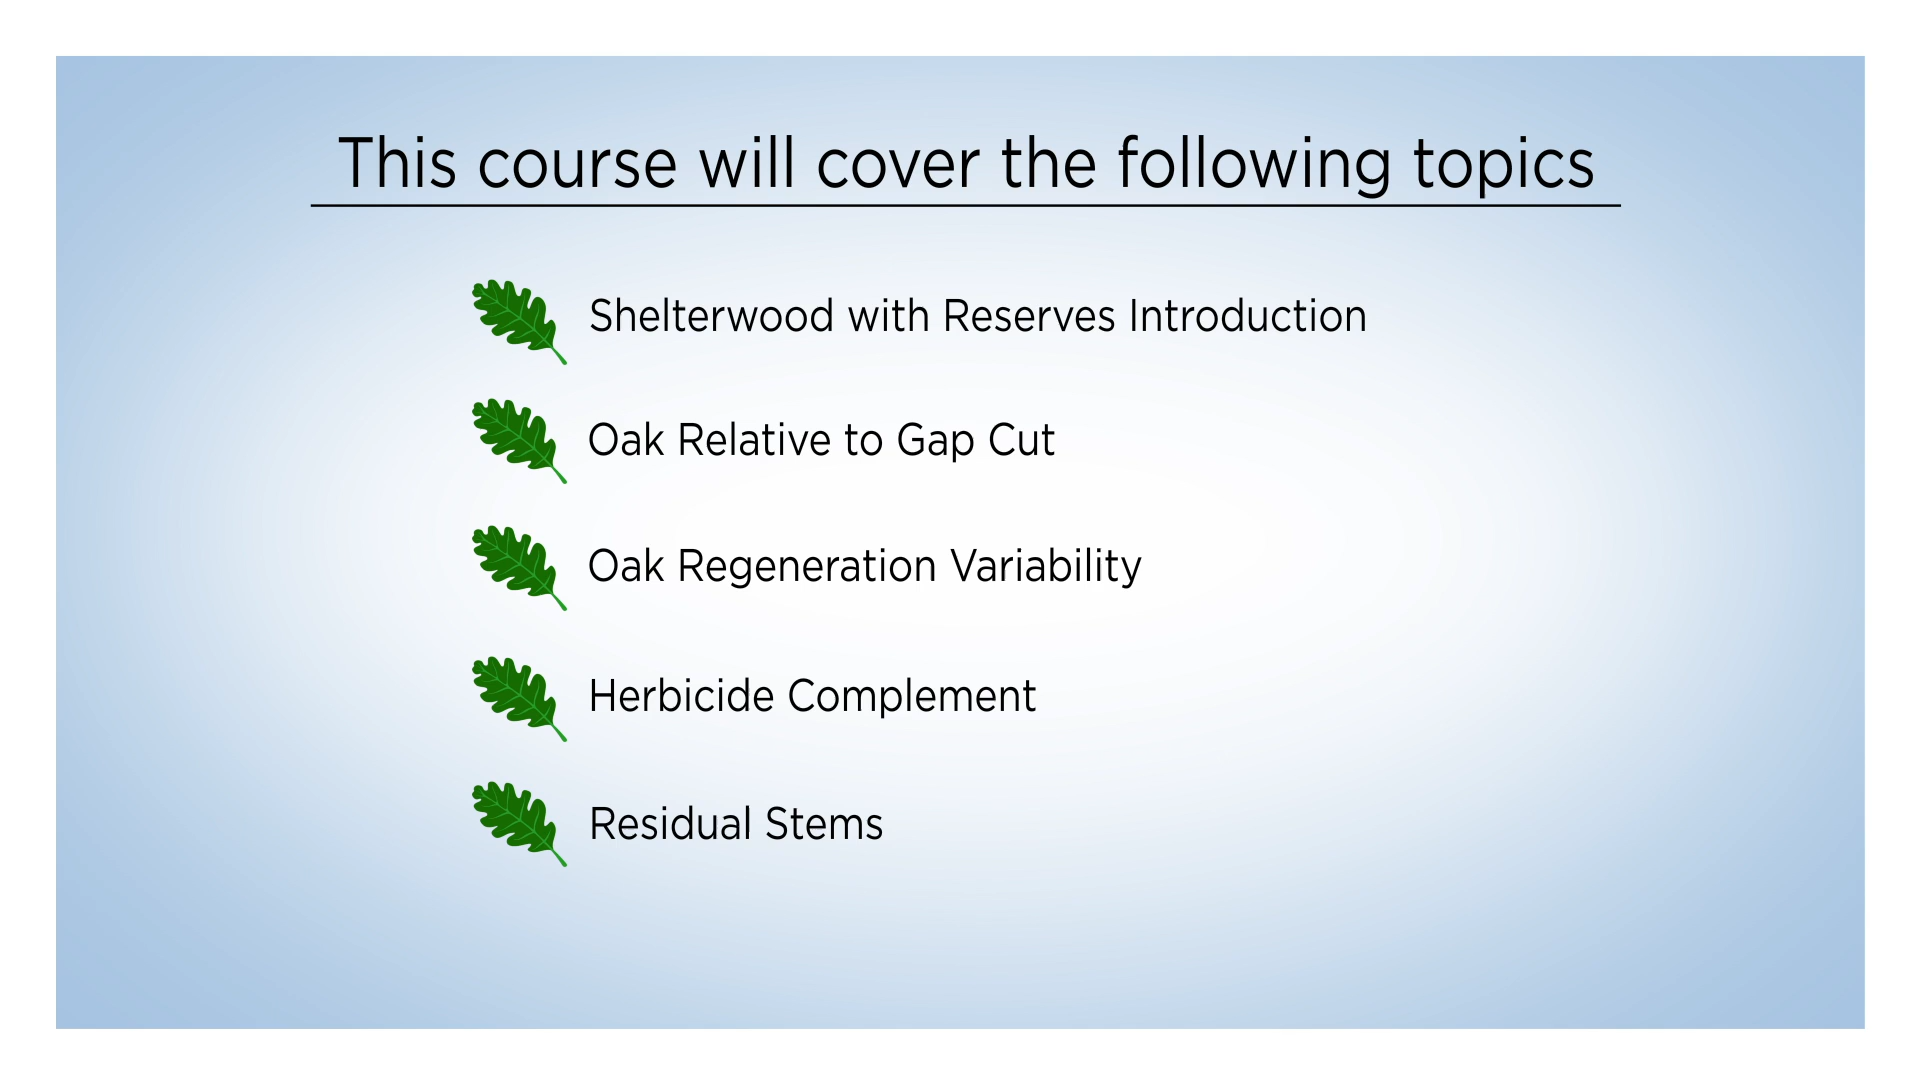 This course will cover the following topics
Shelterwood with Reserves Introduction
Oak Relative to Gap Cut
Oak Regeneration Variability
Herbicide Complement
Residual Stems